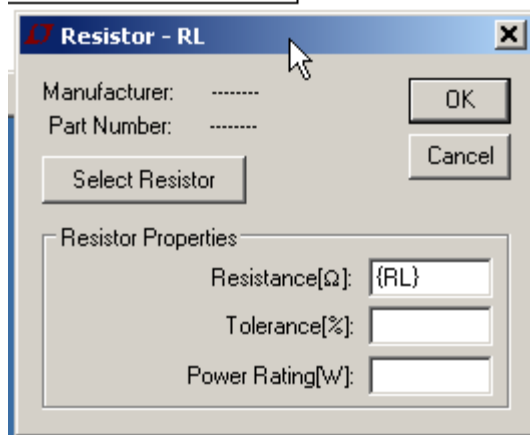 Resistor - RL
Manufacturer: --------
OK
Part Number: --------
Cancel
Select Resistor
Resistor Properties
Resistance[Ω]: {RL}
Tolerance[%]:
Power Rating[W]: